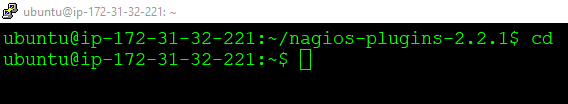 ubuntu@ip-172-31-32-221: ~
ubuntu@ip-172-31-32-221:~/nagios-plugins-2.2.1$ cd
ubuntu@ip-172-31-32-221:~$